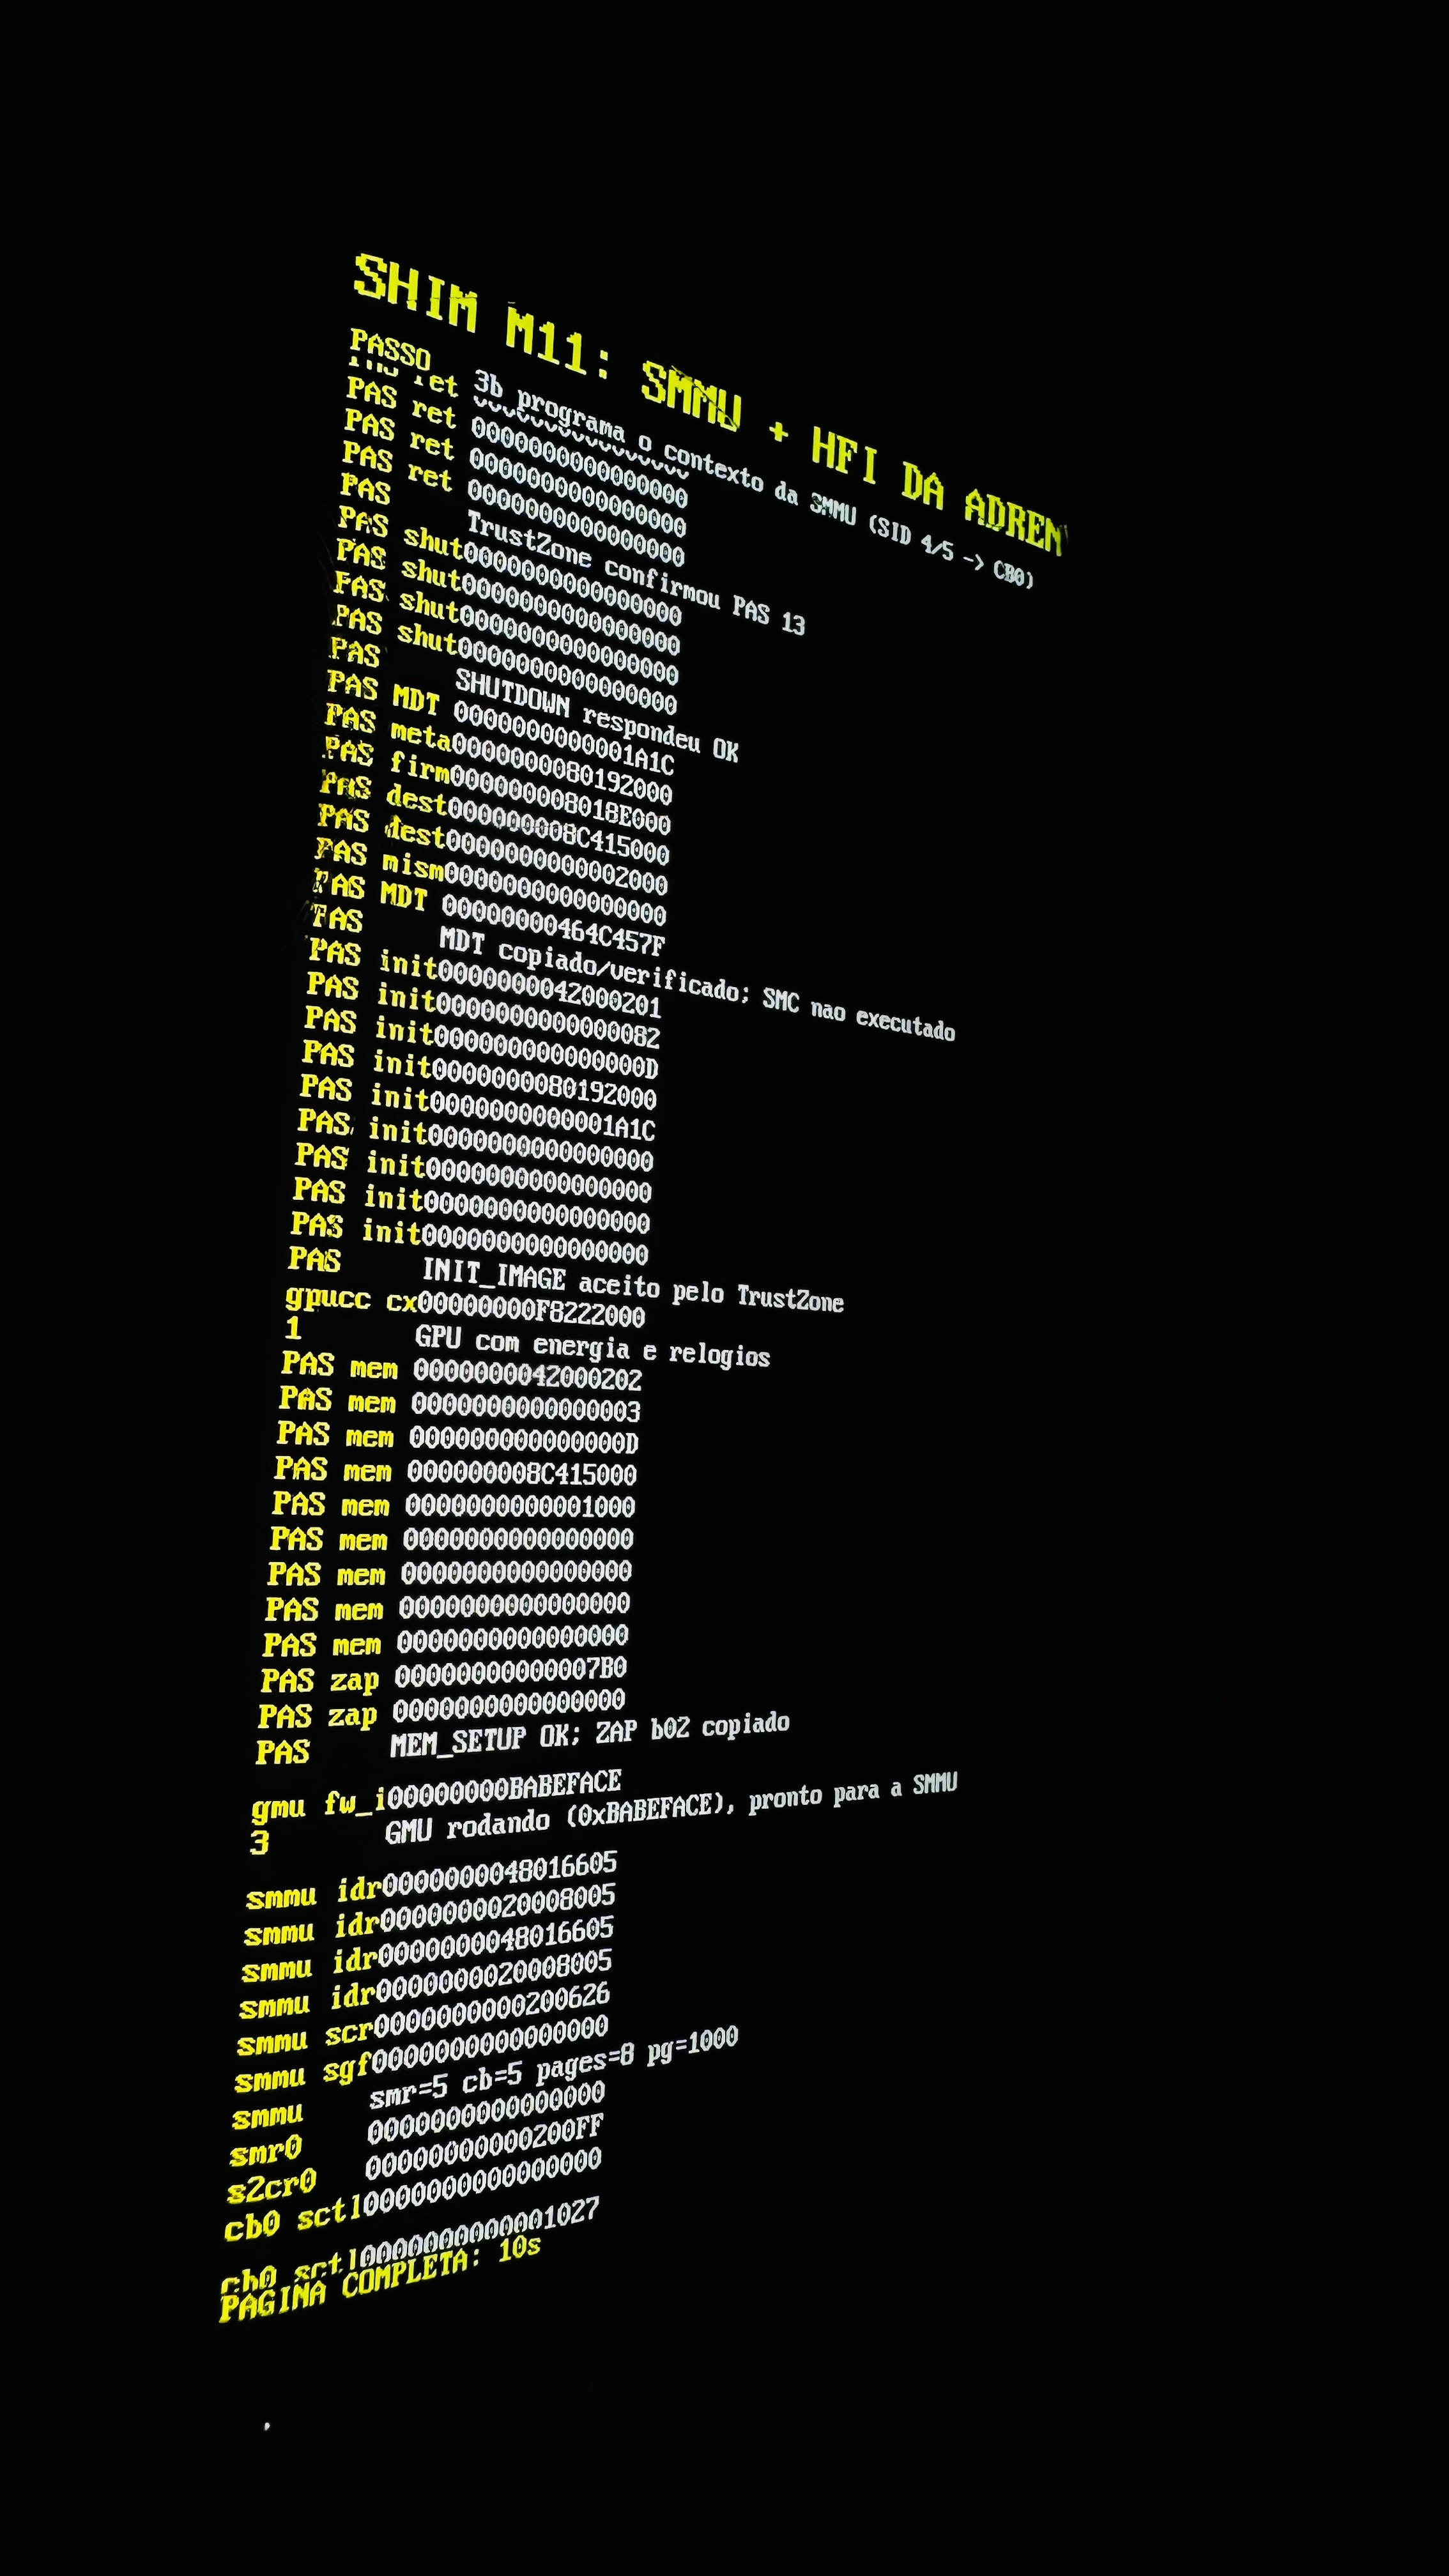 SHIM M11: SMMU + HFI DA ADREN
PASSO 3b programa o contexto da SMMU (SID 4/5 -> CB0)
ret 0000000000000000
PAS ret 0000000000000000
PAS ret 0000000000000000
PAS ret 0000000000000000
PAS TrustZone confirmou PAS 13
PAS shut0000000000000000
PAS shut0000000000000000
PAS shut0000000000000000
PAS shut0000000000000000
PAS SHUTDOWN respondeu OK
PAS MDT 0000000000001A1C
PAS meta0000000080192000
PAS firm000000008018E000
PAS dest000000008C415000
PAS dest0000000000002000
PAS mism0000000000000000
PAS MDT 00000000464C457F
PAS MDT copiado/verificado; SMC nao executado
PAS init0000000042000201
PAS init0000000000000082
PAS init000000000000000D
PAS init0000000080192000
PAS init0000000000001A1C
PAS init0000000000000000
PAS init0000000000000000
PAS init0000000000000000
PAS init0000000000000000
PAS INIT_IMAGE aceito pelo TrustZone
gpucc cx00000000F8222000
1 GPU com energia e relogios
PAS mem 0000000042000202
PAS mem 0000000000000003
PAS mem 000000000000000D
PAS mem 000000008C415000
PAS mem 0000000000001000
PAS mem 0000000000000000
PAS mem 0000000000000000
PAS mem 0000000000000000
PAS mem 0000000000000000
PAS zap 00000000000007B0
PAS zap 0000000000000000
PAS MEM_SETUP OK; ZAP b02 copiado
gmu fw_i00000000BABEFACE
3 GMU rodando (0xBABEFACE), pronto para a SMMU
smmu idr0000000048016605
smmu idr0000000020008005
smmu idr0000000048016605
smmu idr0000000020008005
smmu scr0000000000200626
smmu sgf0000000000000000
smmu smr=5 cb=5 pages=8 pg=1000
smr0 0000000000000000
s2cr0 00000000000200FF
cb0 sctl0000000000000000
cb0 sctl0000000000001027
PAGINA COMPLETA: 10s